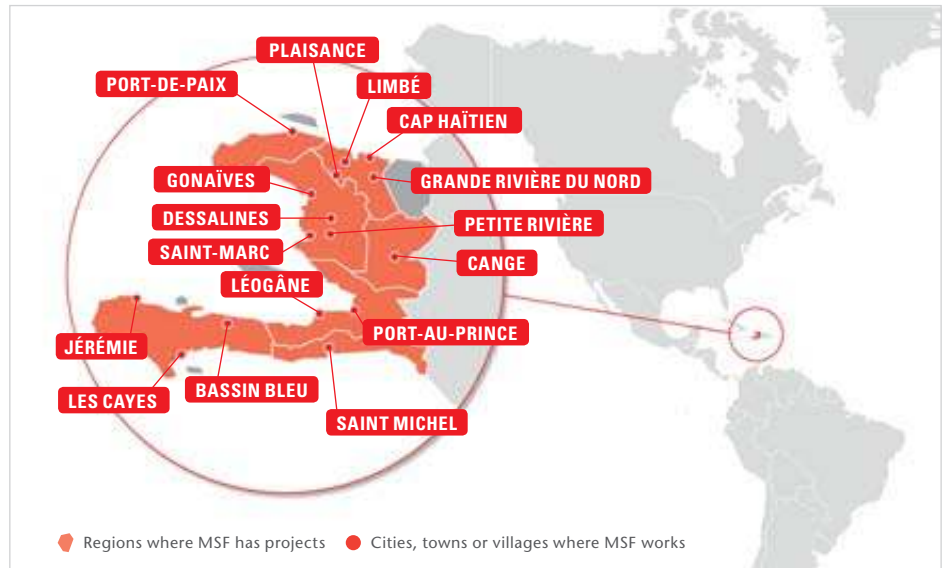 PLAISANCE
PORT-DE-PAIX
LIMBÉ
CAP HAÏTIEN
GONAÏVES
GRANDE RIVIÈRE DU NORD
DESSALINES
PETITE RIVIÈRE
SAINT-MARC
CANGE
LÉOGÂNE
PORT-AU-PRINCE
JÉRÉMIE
BASSIN BLEU
LES CAYES
SAINT MICHEL
Regions where MSF has projects
Cities, towns or villages where MSF works